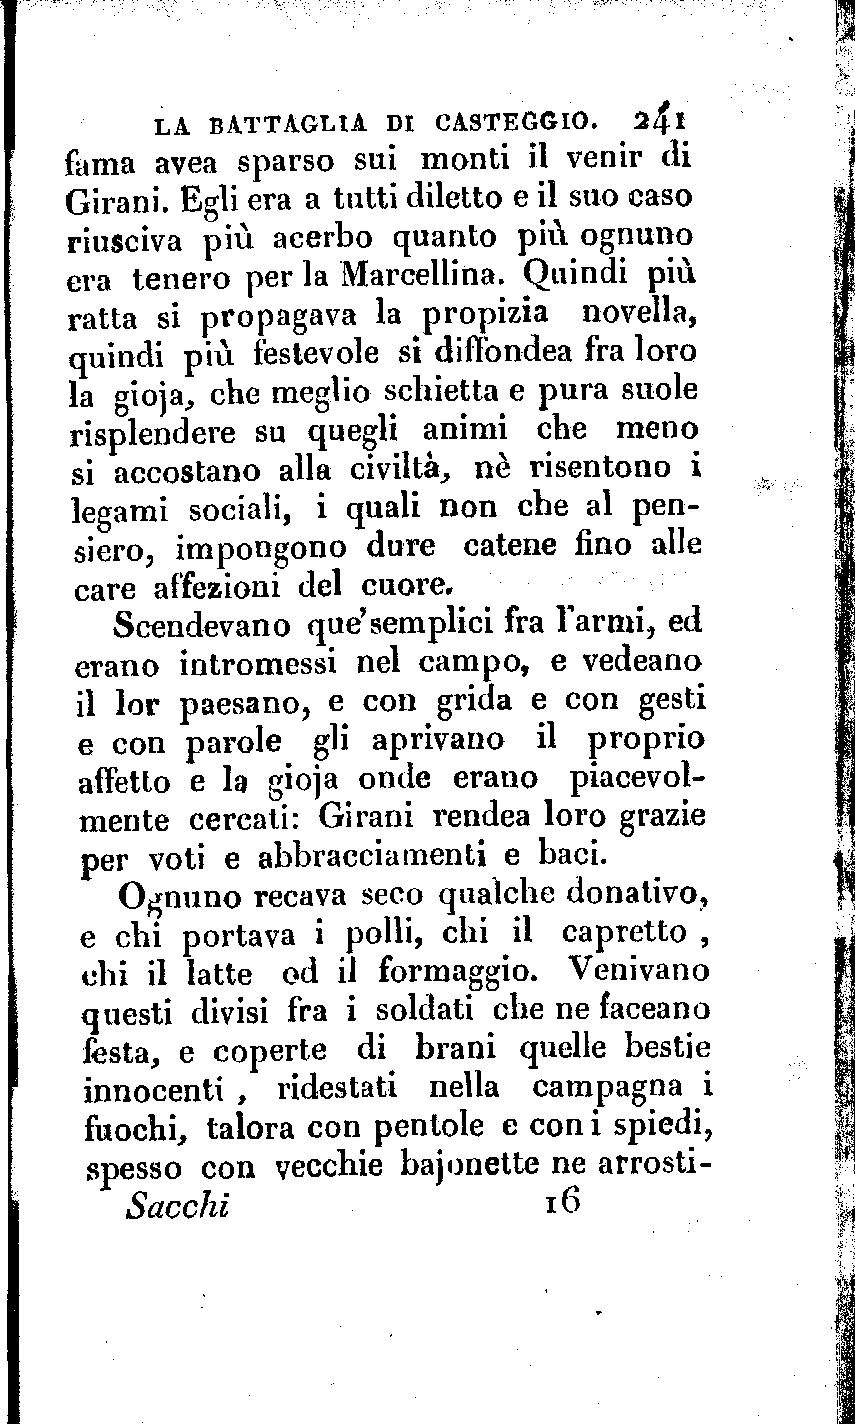 LA BATTAGLIA DI CASTEGGIO. 241
fama avea sparso sui monti il venir di
Girani. Egli era a tutti diletto e il suo caso
riusciva più acerbo quanto più ognuno
era tenero per la Marcellina. Quindi più
ratta si propagava la propizia novella,
quindi più festevole si diffondea fra loro
la gioja, che meglio schietta e pura suole
risplendere su quegli animi che meno
si accostano alla civiltà, nè risentono i
legami sociali, i quali non che al pen-
siero, impongono dure catene fino alle
care affezioni del cuore.
Scendevano que'semplici fra l'armi, ed
erano intromessi nel campo, e vedeano
il lor paesano, e con grida e con gesti
e con parole gli aprivano il proprio
affetto e la gioja onde erano piacevol-
mente cercati: Girani rendea loro grazie
per voti e abbracciamenti e baci.
Ognuno recava seco qualche donativo,
e chi portava i polli, chi il capretto ,
chi il latte ed il formaggio. Venivano
questi divisi fra i soldati che ne faceano
festa, e coperte di brani quelle bestie
innocenti , ridestati nella campagna i
fuochi, talora con pentole e con i spiedi,
spesso con vecchie bajonette ne arrosti-
Sacchi 16